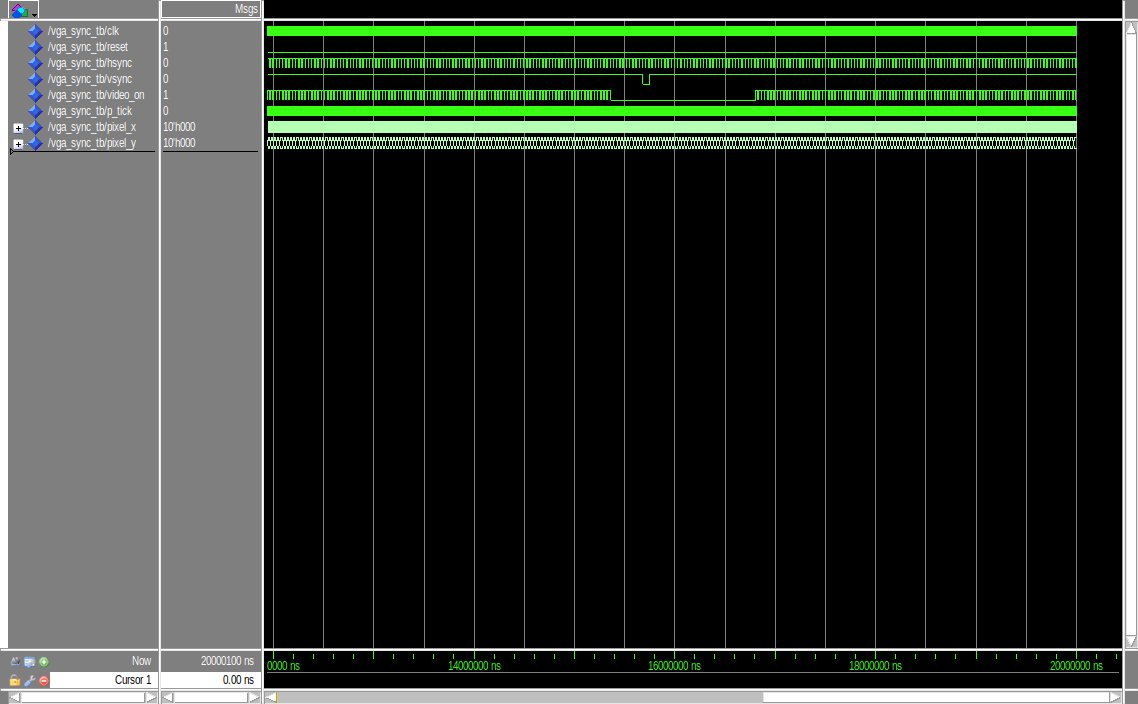 Msgs
/vga_sync_tb/clk 0
/vga_sync_tb/reset 1
/vga_sync_tb/hsync 0
/vga_sync_tb/vsync 0
/vga_sync_tb/video_on 1
/vga_sync_tb/p_tick 0
/vga_sync_tb/pixel_x 10'h000
/vga_sync_tb/pixel_y 10'h000
Now 20000100 ns 0000 ns 14000000 ns 16000000 ns 18000000 ns 20000000 ns
Cursor 1 0.00 ns